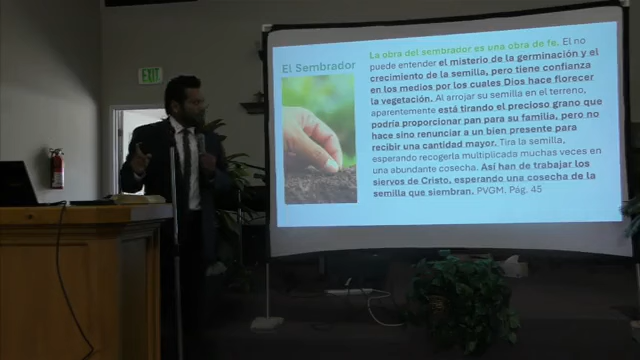 EXIT
El Sembrador
La obra del sembrador es una obra de fe. El no
puede entender el misterio de la germinación y el
crecimiento de la semilla, pero tiene confianza
en los medios por los cuales Dios hace florecer
la vegetación. Al arrojar su semilla en el terreno,
aparentemente está tirando el precioso grano que
podría proporcionar pan para su familia, pero no
hace sino renunciar a un bien presente para
recibir una cantidad mayor. Tira la semilla,
esperando recogerla multiplicada muchas veces en
una abundante cosecha. Así han de trabajar los
siervos de Cristo, esperando una cosecha de la
semilla que siembran. PVGM. Pág. 45